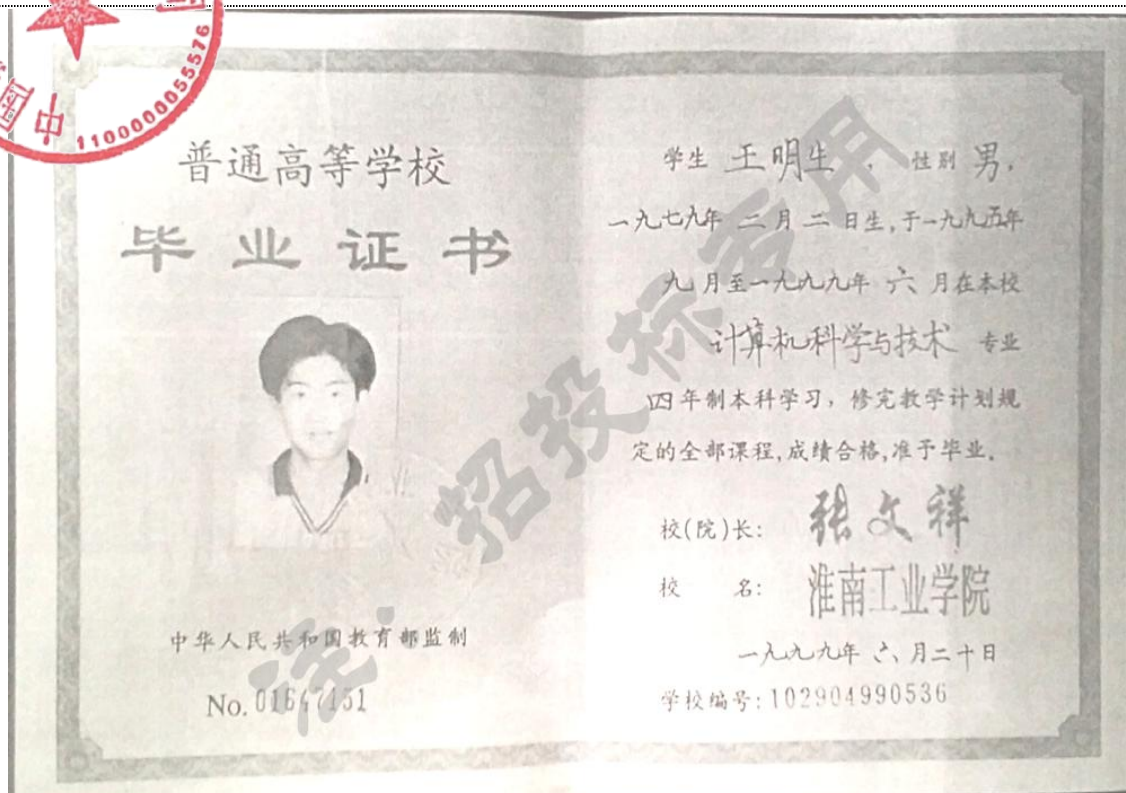 中国
1100000055576
普通高等学校
毕业证书
中华人民共和国教育部监制
No.
学生 王明生 ，性别 男，
一九七九年 二月二日生，于一九九五年
九月至一九九九年 六月在本校
计算机科学与技术 专业
四年制本科学习，修完教学计划规
定的全部课程,成绩合格,准予毕业。
校(院)长： 张文祥
校 名： 淮南工业学院
一九九九年 六月二十日
学校编号：102904990536
注：招投标专用